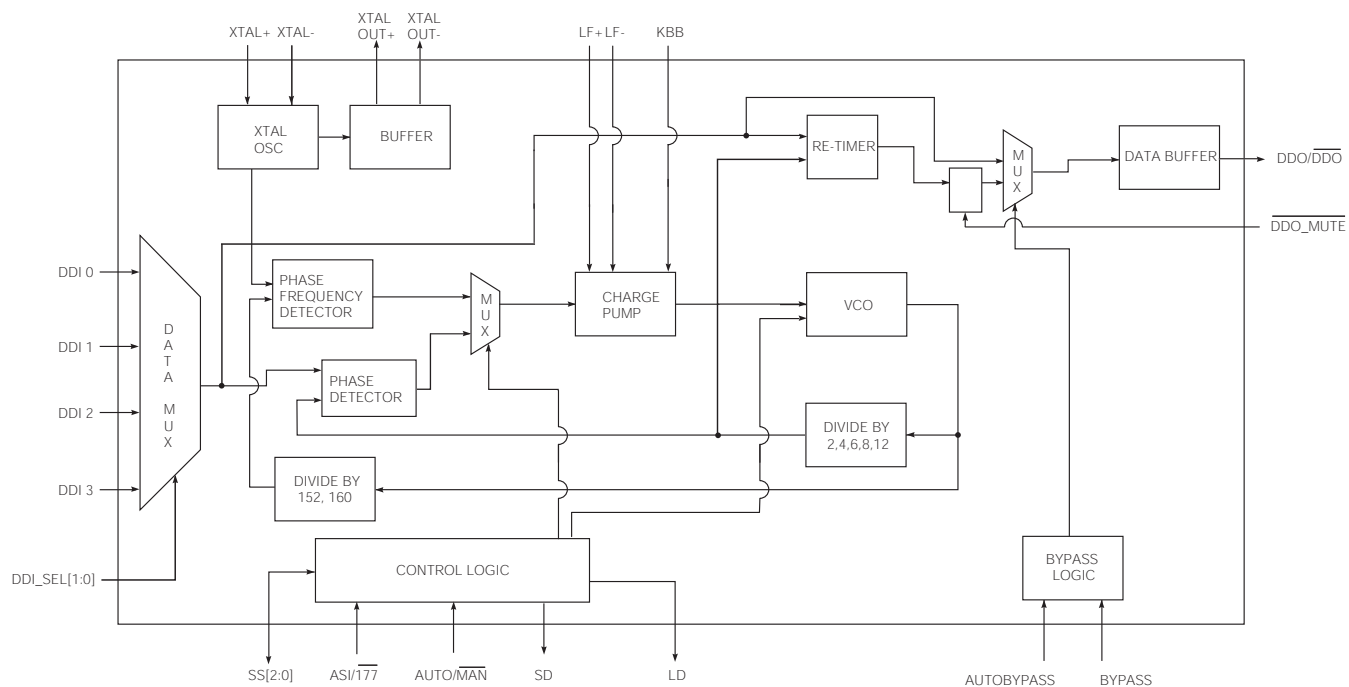 XTAL+ XTAL-
XTAL
OUT+
XTAL
OUT-
LF+ LF-
KBB
XTAL
OSC
BUFFER
RE-TIMER
M
U
X
DATA BUFFER
DDO/DDO
DDO_MUTE
DDI 0
DDI 1
DDI 2
DDI 3
D
A
T
A
M
U
X
PHASE
FREQUENCY
DETECTOR
M
U
X
CHARGE
PUMP
VCO
PHASE
DETECTOR
DIVIDE BY
2,4,6,8,12
DIVIDE BY
152, 160
DDI_SEL[1:0]
CONTROL LOGIC
BYPASS
LOGIC
SS[2:0]
ASI/177
AUTO/MAN
SD
LD
AUTOBYPASS
BYPASS